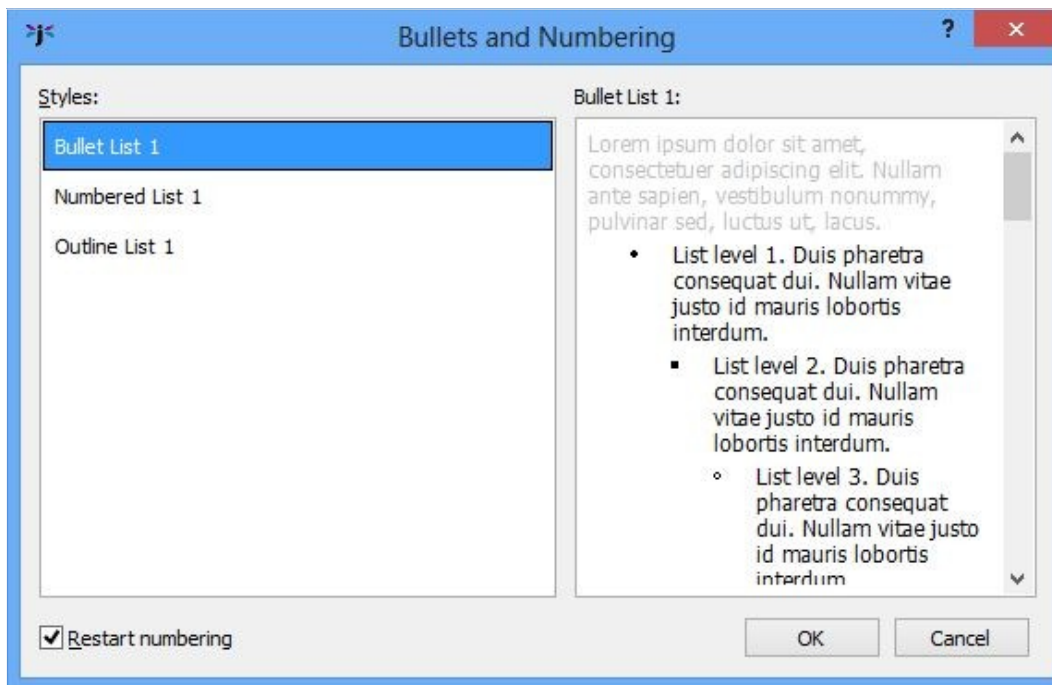 Bullets and Numbering
?
Styles:
Bullet List 1:
Bullet List 1
Numbered List 1
Outline List 1
Lorem ipsum dolor sit amet,
consectetuer adipiscing elit. Nullam
ante sapien, vestibulum nonummy,
pulvinar sed, luctus ut, lacus.
• List level 1. Duis pharetra
consequat dui. Nullam vitae
justo id mauris lobortis
interdum.
▪ List level 2. Duis pharetra
consequat dui. Nullam
vitae justo id mauris
lobortis interdum.
◦ List level 3. Duis
pharetra consequat
dui. Nullam vitae justo
id mauris lobortis
interdum
Restart numbering
OK
Cancel